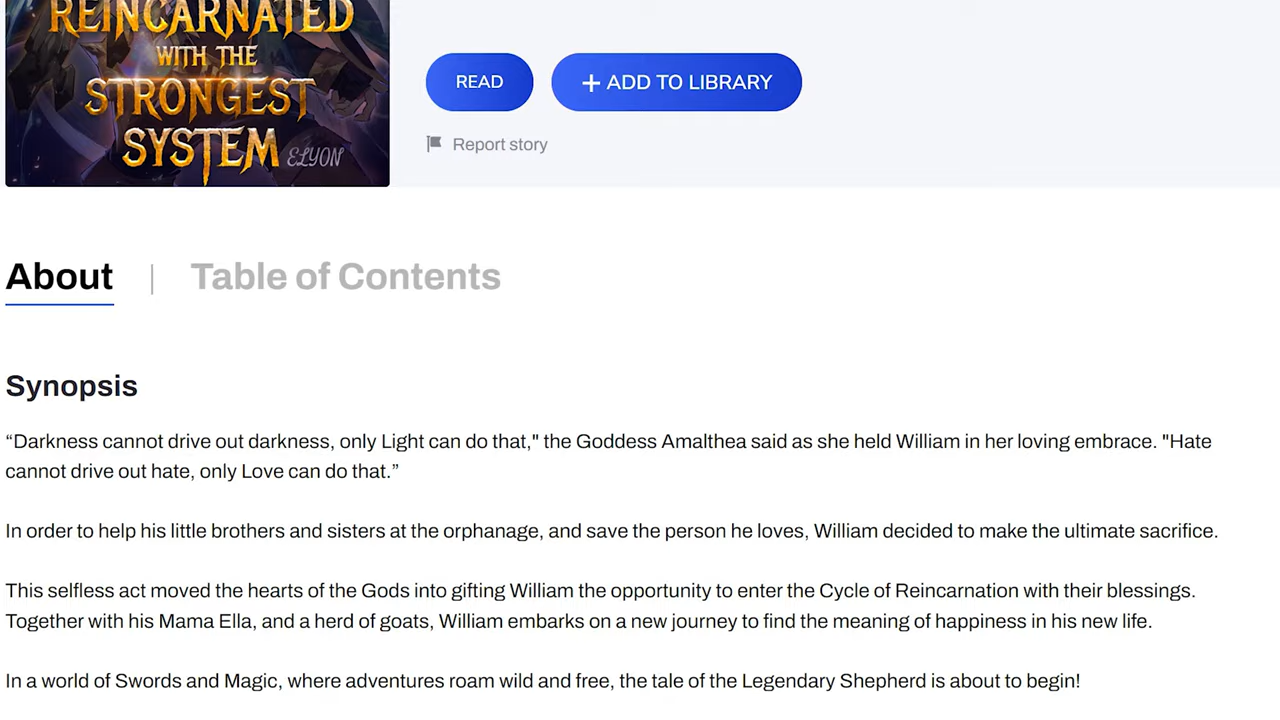 REINCARNATED
WITH THE
STRONGEST
SYSTEM
ELYON
READ
+ ADD TO LIBRARY
Report story
About | Table of Contents
Synopsis
“Darkness cannot drive out darkness, only Light can do that," the Goddess Amalthea said as she held William in her loving embrace. "Hate
cannot drive out hate, only Love can do that.”
In order to help his little brothers and sisters at the orphanage, and save the person he loves, William decided to make the ultimate sacrifice.
This selfless act moved the hearts of the Gods into gifting William the opportunity to enter the Cycle of Reincarnation with their blessings.
Together with his Mama Ella, and a herd of goats, William embarks on a new journey to find the meaning of happiness in his new life.
In a world of Swords and Magic, where adventures roam wild and free, the tale of the Legendary Shepherd is about to begin!